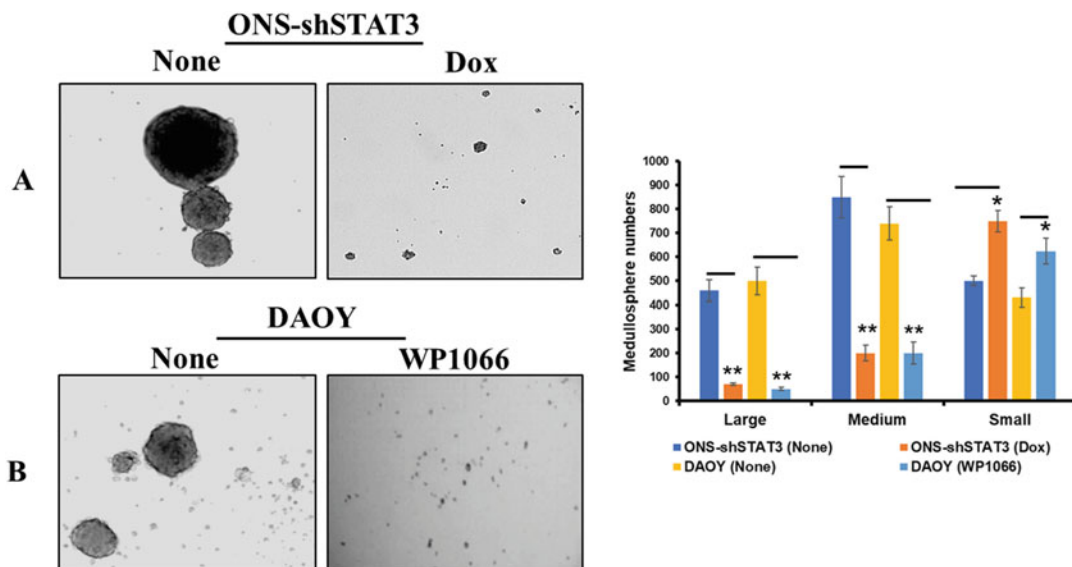 ONS-shSTAT3
None Dox
A
DAOY
None WP1066
B
Medullosphere numbers
1000
900
800
700
600
500
400
300
200
100
0
** ** ** ** * *
Large Medium Small
ONS-shSTAT3 (None) ONS-shSTAT3 (Dox)
DAOY (None) DAOY (WP1066)